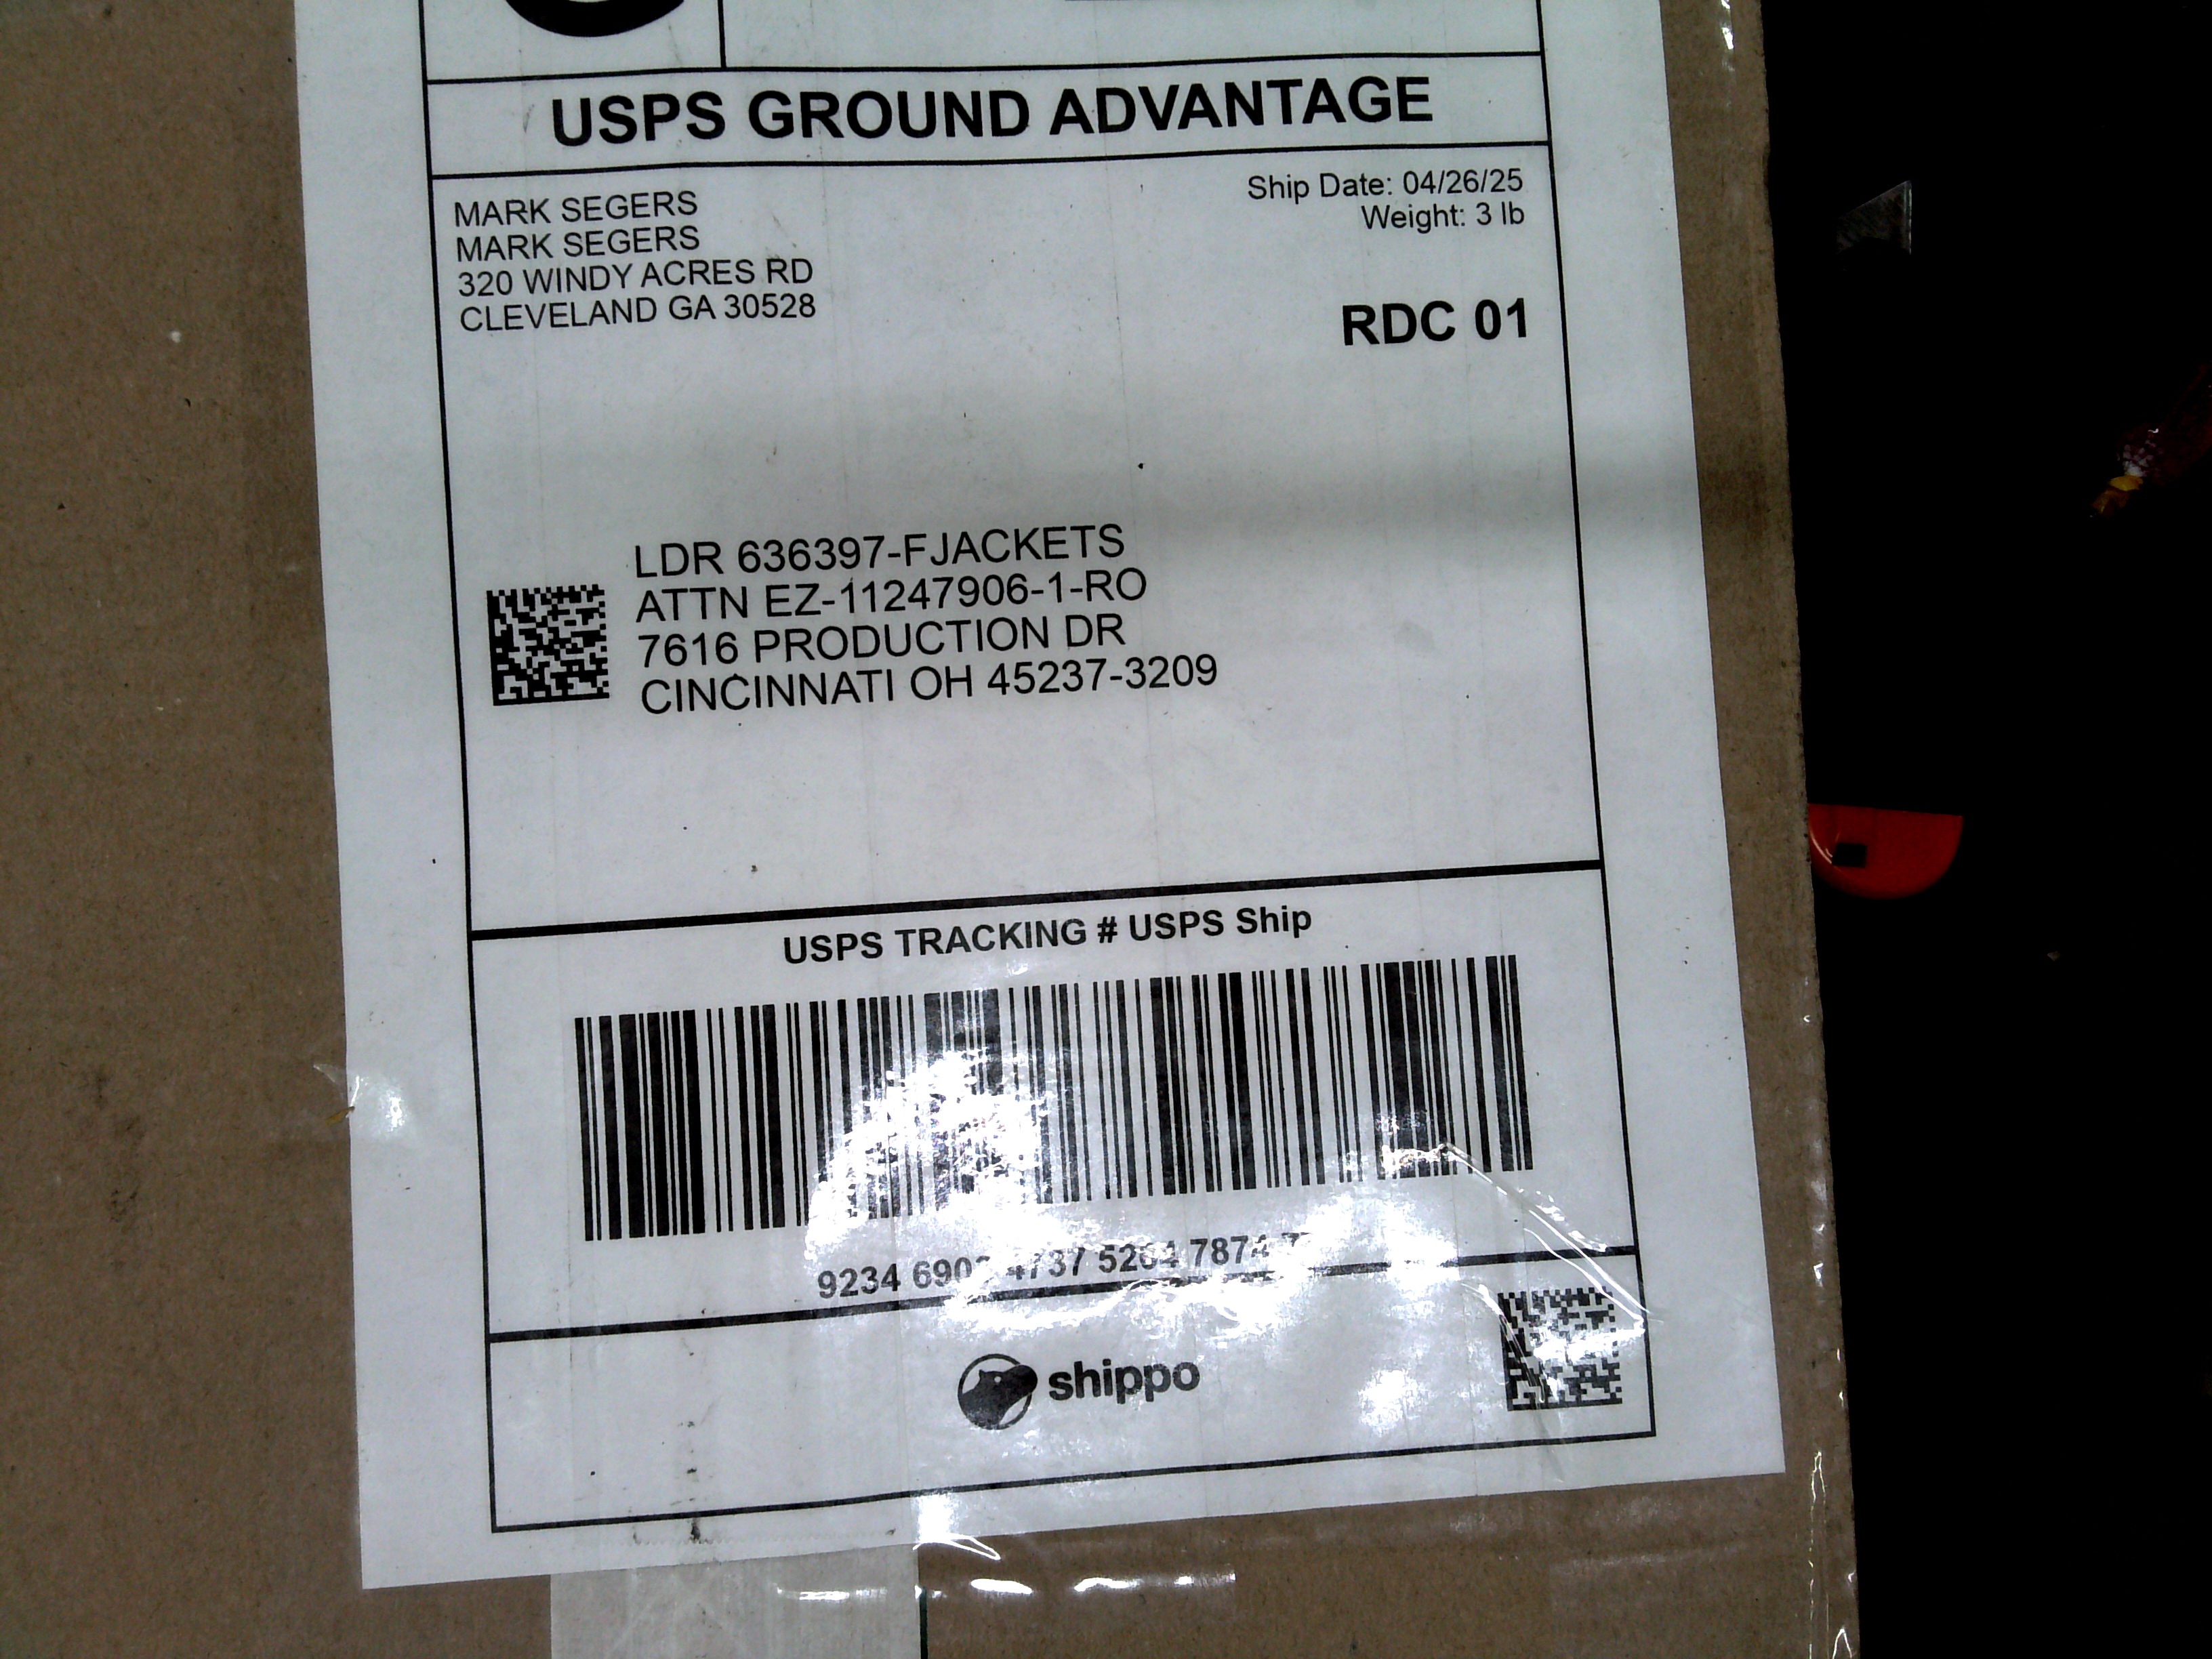 USPS GROUND ADVANTAGE
MARK SEGERS
MARK SEGERS
320 WINDY ACRES RD
CLEVELAND GA 30528
Ship Date: 04/26/25
Weight: 3 lb
RDC 01
LDR 636397-FJACKETS
ATTN EZ-11247906-1-RO
7616 PRODUCTION DR
CINCINNATI OH 45237-3209
USPS TRACKING # USPS Ship
9234 4737 7874
shippo